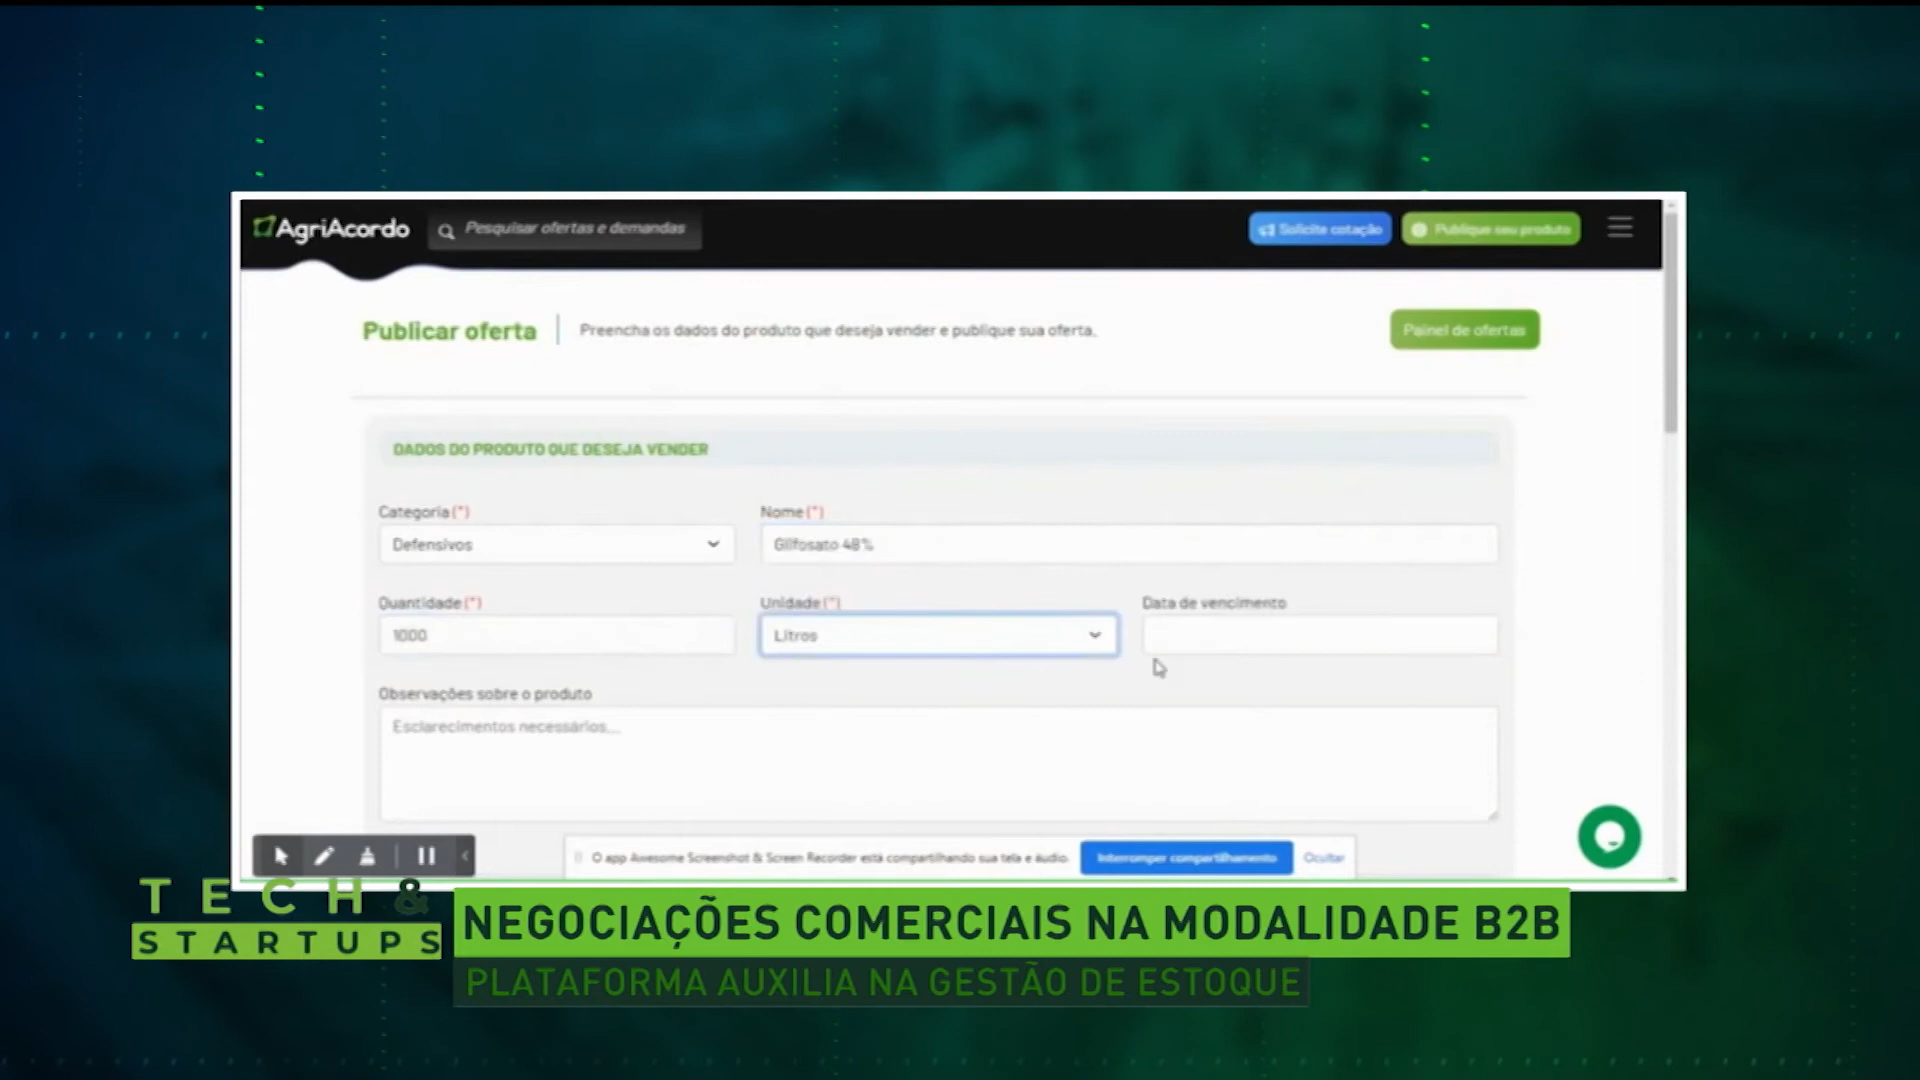 AgriAcordo
Pesquisar ofertas e demandas
Solicite cotação
Publique seu produto
Publicar oferta
Preencha os dados do produto que deseja vender e publique sua oferta.
Painel de ofertas
DADOS DO PRODUTO QUE DESEJA VENDER
Categoria (*)
Nome (*)
Defensivos
Glifosato 48%
Quantidade (*)
Unidade (*)
Data de vencimento
1000
Litros
Observações sobre o produto
Esclarecimentos necessários...
O app Awesome Screenshot & Screen Recorder está compartilhando sua tela e áudio.
Interromper compartilhamento
Ocultar
TECH &
STARTUPS
NEGOCIAÇÕES COMERCIAIS NA MODALIDADE B2B
PLATAFORMA AUXILIA NA GESTÃO DE ESTOQUE